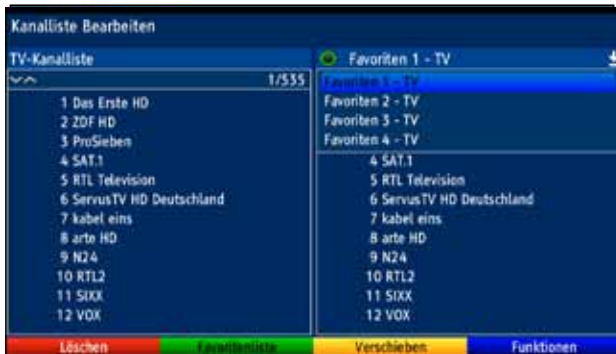 Kanalliste Bearbeiten
TV-Kanalliste
1/535
1 Das Erste HD
2 ZDF HD
3 ProSieben
4 SAT.1
5 RTL Television
6 ServusTV HD Deutschland
7 kabel eins
8 arte HD
9 N24
10 RTL2
11 SIXX
12 VOX
Favoriten 1 - TV
Favoriten 1 - TV
Favoriten 2 - TV
Favoriten 3 - TV
Favoriten 4 - TV
4 SAT.1
5 RTL Television
6 ServusTV HD Deutschland
7 kabel eins
8 arte HD
9 N24
10 RTL2
11 SIXX
12 VOX
Löschen
Favoritenliste
Verschieben
Funktionen